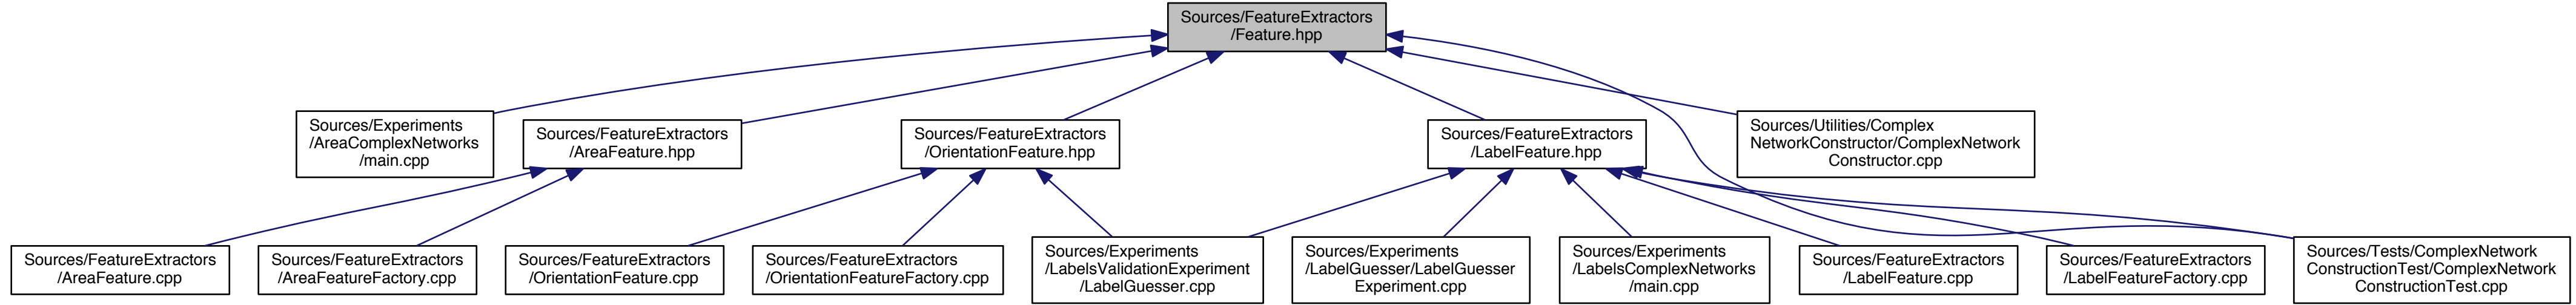 Sources/FeatureExtractors
/Feature.hpp
Sources/Experiments
/AreaComplexNetworks
/main.cpp
Sources/FeatureExtractors
/AreaFeature.hpp
Sources/FeatureExtractors
/OrientationFeature.hpp
Sources/FeatureExtractors
/LabelFeature.hpp
Sources/Utilities/Complex
NetworkConstructor/ComplexNetwork
Constructor.cpp
Sources/FeatureExtractors
/AreaFeature.cpp
Sources/FeatureExtractors
/AreaFeatureFactory.cpp
Sources/FeatureExtractors
/OrientationFeature.cpp
Sources/FeatureExtractors
/OrientationFeatureFactory.cpp
Sources/Experiments
/LabelsValidationExperiment
/LabelGuesser.cpp
Sources/Experiments
/LabelGuesser/LabelGuesser
Experiment.cpp
Sources/Experiments
/LabelsComplexNetworks
/main.cpp
Sources/FeatureExtractors
/LabelFeature.cpp
Sources/FeatureExtractors
/LabelFeatureFactory.cpp
Sources/Tests/ComplexNetwork
ConstructionTest/ComplexNetwork
ConstructionTest.cpp